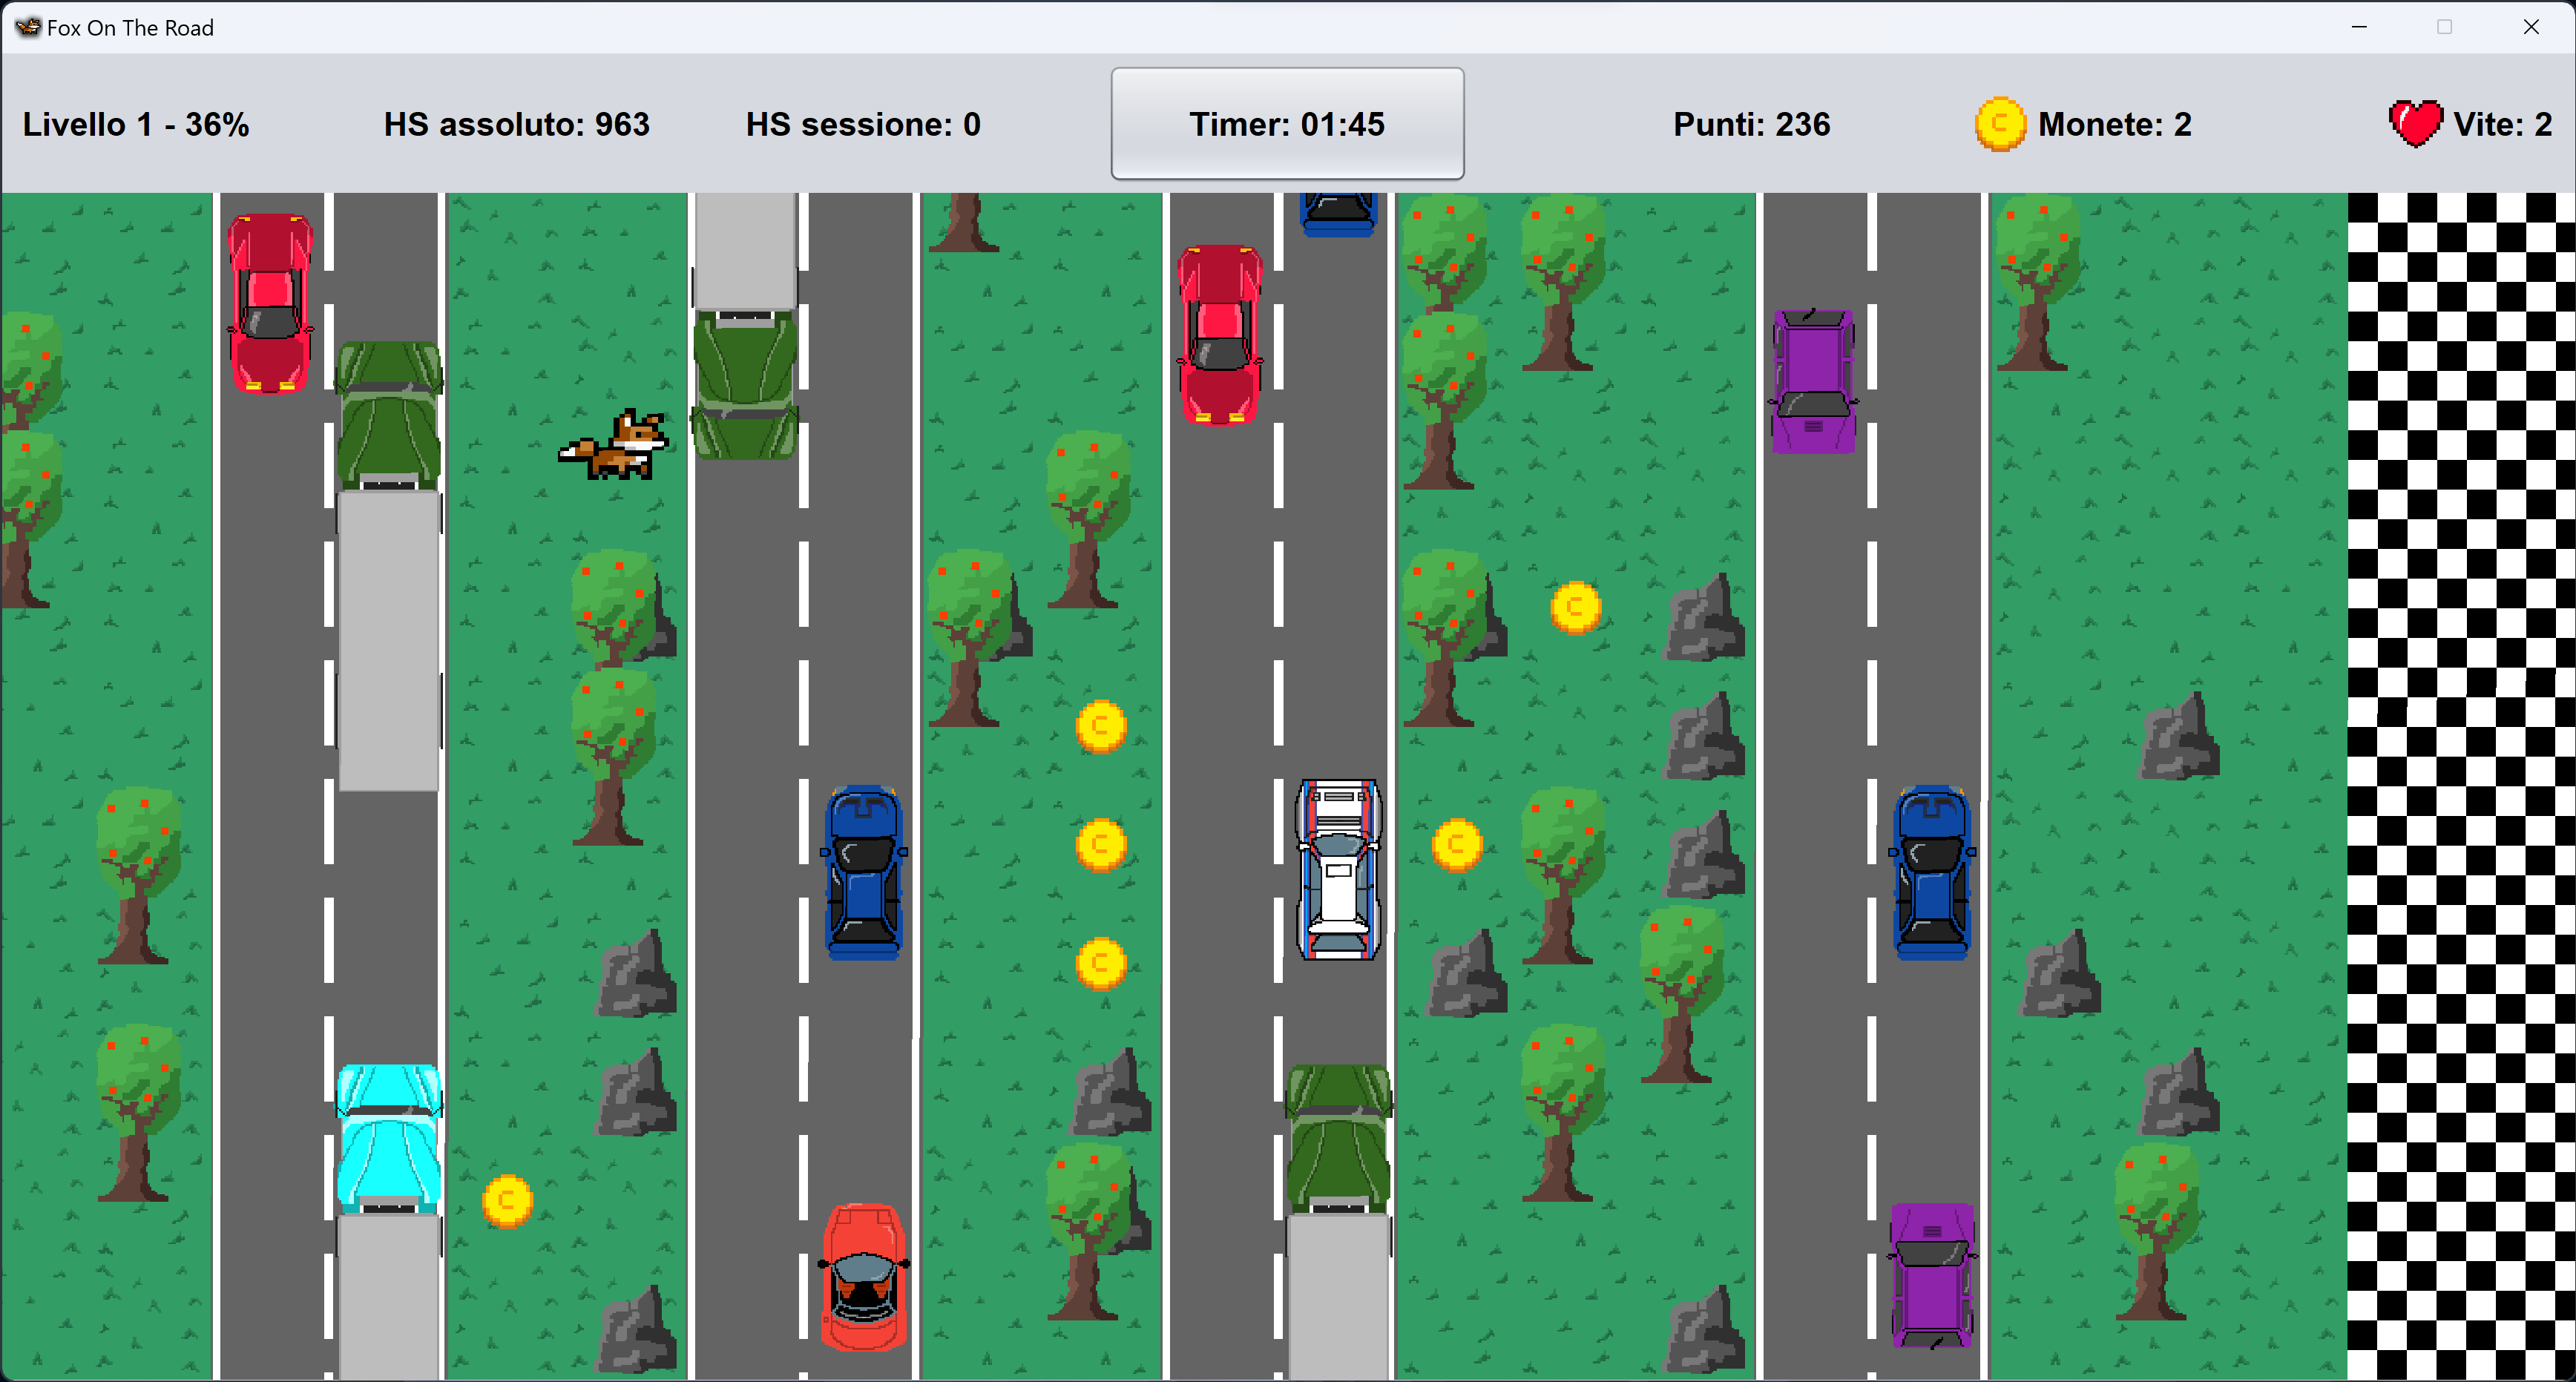 Fox On The Road
Livello 1 - 36%
HS assoluto: 963
HS sessione: 0
Timer: 01:45
Punti: 236
C Monete: 2
Vite: 2
C
C
C
C
C
C